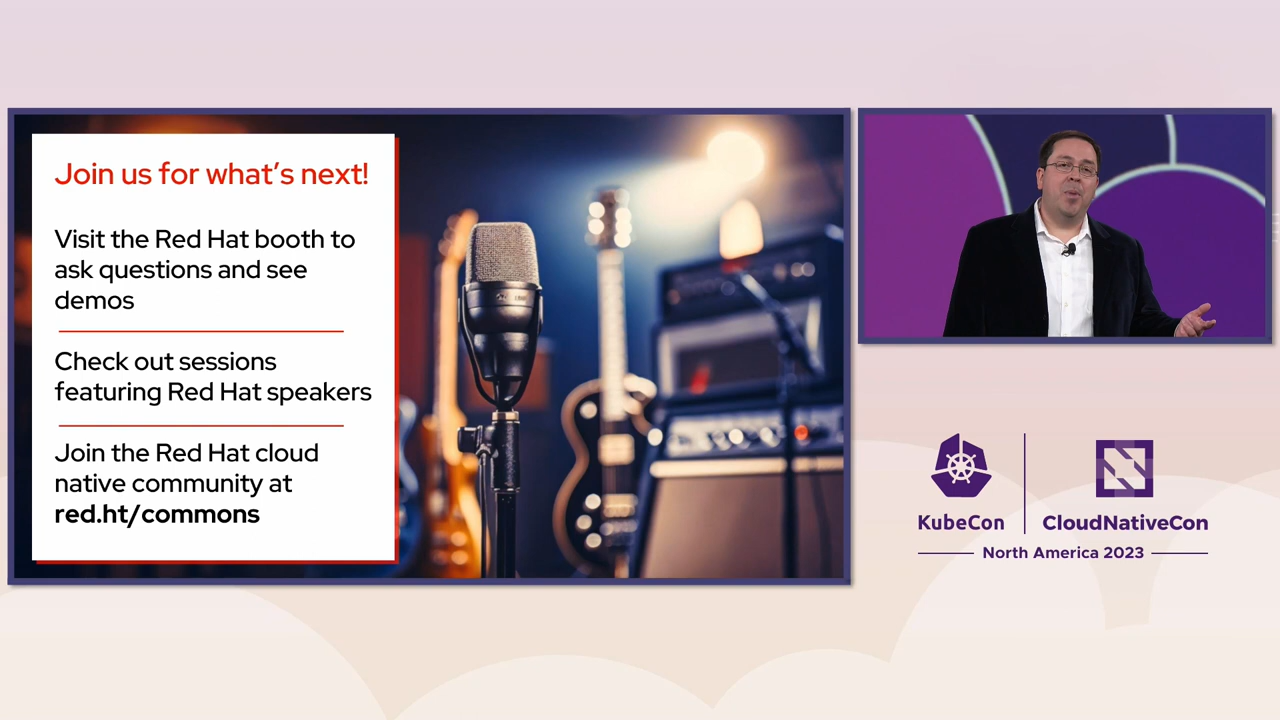 Join us for what's next!
Visit the Red Hat booth to
ask questions and see
demos
Check out sessions
featuring Red Hat speakers
Join the Red Hat cloud
native community at
red.ht/commons
KubeCon
CloudNativeCon
North America 2023